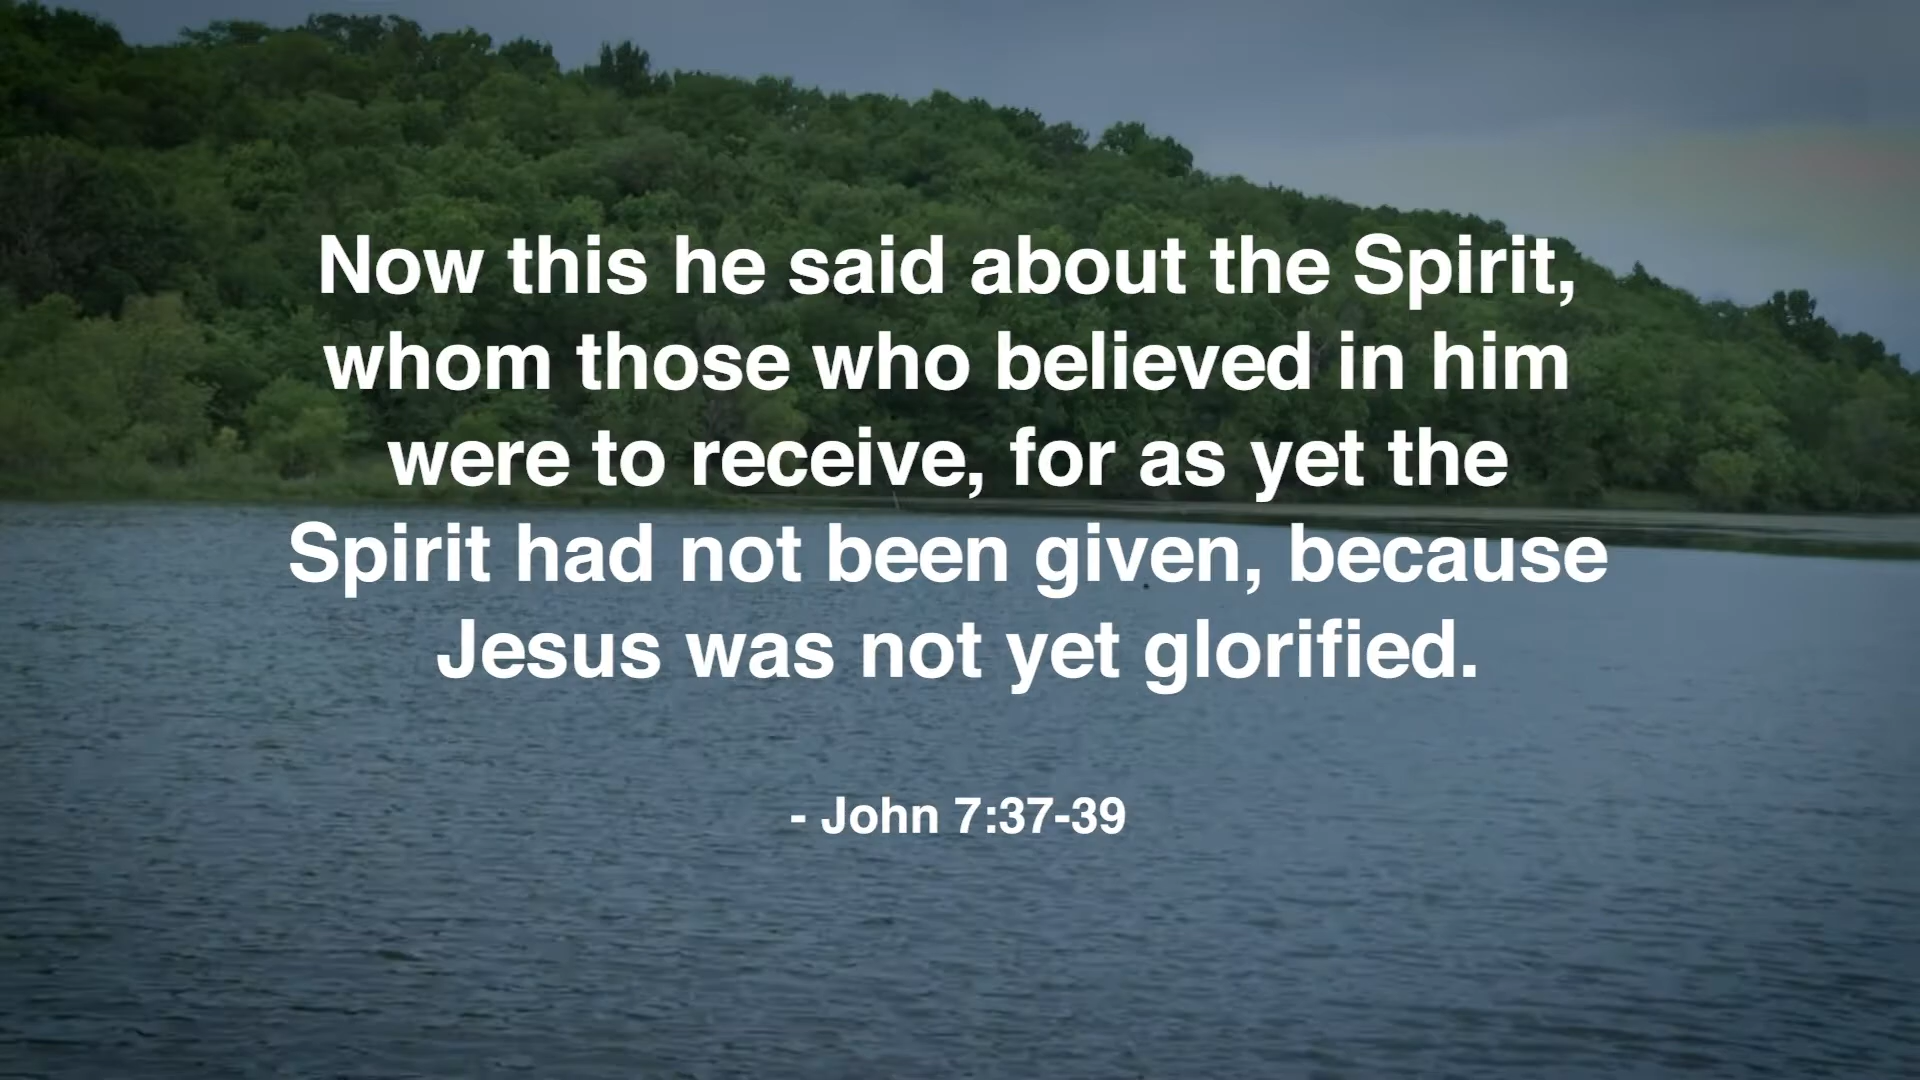 Now this he said about the Spirit,
whom those who believed in him
were to receive, for as yet the
Spirit had not been given, because
Jesus was not yet glorified.
- John 7:37-39